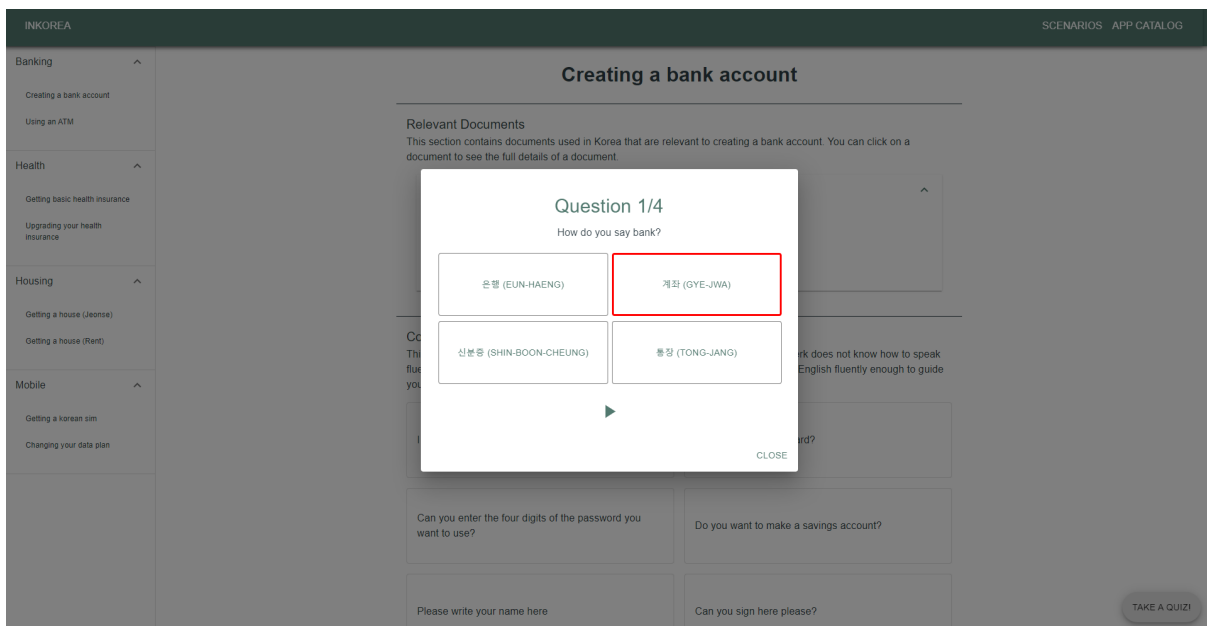 INKOREA
SCENARIOS APP CATALOG
Banking
Creating a bank account
Using an ATM
Health
Getting basic health insurance
Upgrading your health
insurance
Housing
Getting a house (Jeonse)
Getting a house (Rent)
Mobile
Getting a korean sim
Changing your data plan
Creating a bank account
Relevant Documents
This section contains documents used in Korea that are relevant to creating a bank account. You can click on a
document to see the full details of a document.
Question 1/4
How do you say bank?
은행 (EUN-HAENG)
계좌 (GYE-JWA)
신분증 (SHIN-BOON-CHEUNG)
통장 (TONG-JANG)
CLOSE
does not know how to speak
English fluently enough to guide
Can you enter the four digits of the password you
want to use?
Do you want to make a savings account?
Please write your name here
Can you sign here please?
TAKE A QUIZ!